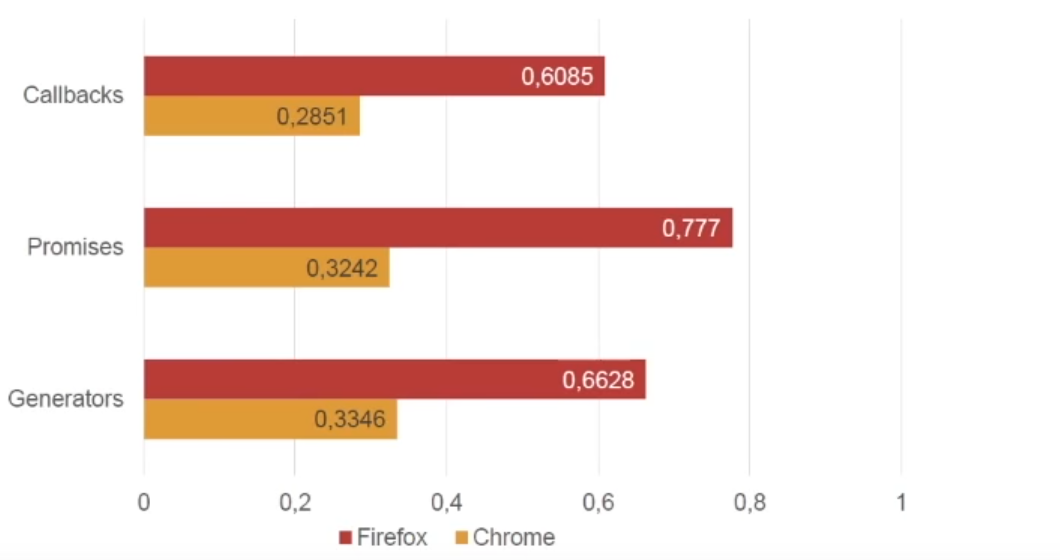 Callbacks
0,6085
0,2851
Promises
0,777
0,3242
Generators
0,6628
0,3346
0 0,2 0,4 0,6 0,8 1
Firefox Chrome